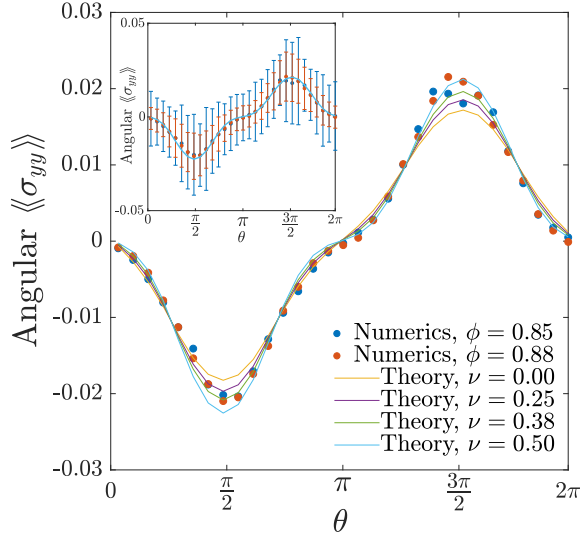 Angular ⟨⟨σyy⟩⟩
0.02
0.01
0
-0.01
-0.02
-0.03
0
π/2
π
3π/2
2π
θ
Angular ⟨⟨σyy⟩⟩
0.05
0
-0.05
0
π/2
π
3π/2
2π
θ
Numerics, ϕ = 0.85
Numerics, ϕ = 0.88
Theory, ν = 0.00
Theory, ν = 0.25
Theory, ν = 0.38
Theory, ν = 0.50